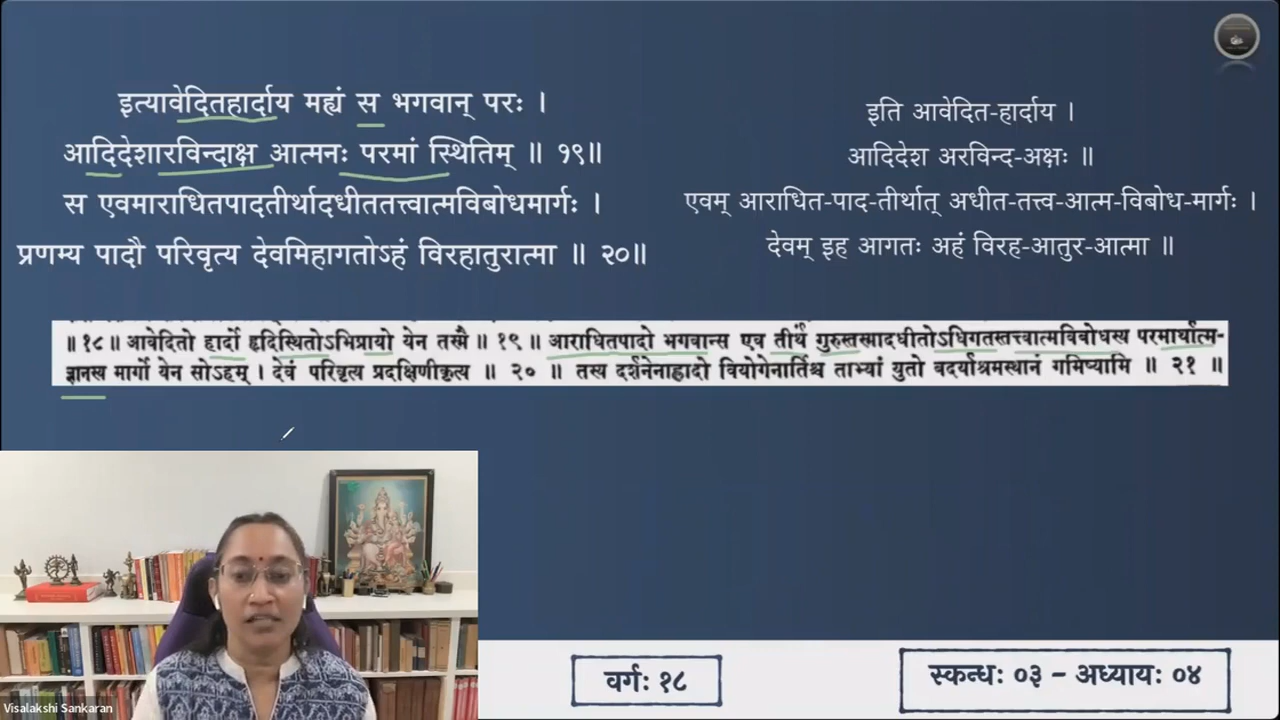 इत्यावेदितहार्दाय मह्यं स भगवान् परः ।
आदिदेशारविन्दाक्ष आत्मनः परमां स्थितिम् ॥ १९॥
स एवमाराधितपादतीर्थादधीततत्त्वात्मविबोधमार्गः ।
प्रणम्य पादौ परिवृत्य देवमिहागतोऽहं विरहातुरात्मा ॥ २०॥
इति आवेदित-हार्दाय ।
आदिदेश अरविन्द-अक्षः ॥
एवम् आराधित-पाद-तीर्थात् अधीत-तत्त्व-आत्म-विबोध-मार्गः ।
देवम् इह आगतः अहं विरह-आतुर-आत्मा ॥
॥ १८ ॥ आवेदितो हार्दो हृदिस्थितोऽभिप्रायो येन तस्मै ॥ १९ ॥ आराधितपादो भगवान्स एव तीर्थं गुरुस्तस्मादधीतोऽधिगतस्तत्त्वात्मविबोधस्य परमार्थात्म-
ज्ञानस्य मार्गो येन सोऽहम् । देवं परिवृत्य प्रदक्षिणीकृत्य ॥ २० ॥ तस्य दर्शनेनाह्लादो वियोगेनार्तिश्च ताभ्यां युतो बदर्याश्रमस्थानं गमिष्यामि ॥ २१ ॥
Visalakshi Sankaran
वर्गः १८
स्कन्धः ०३ – अध्यायः ०४